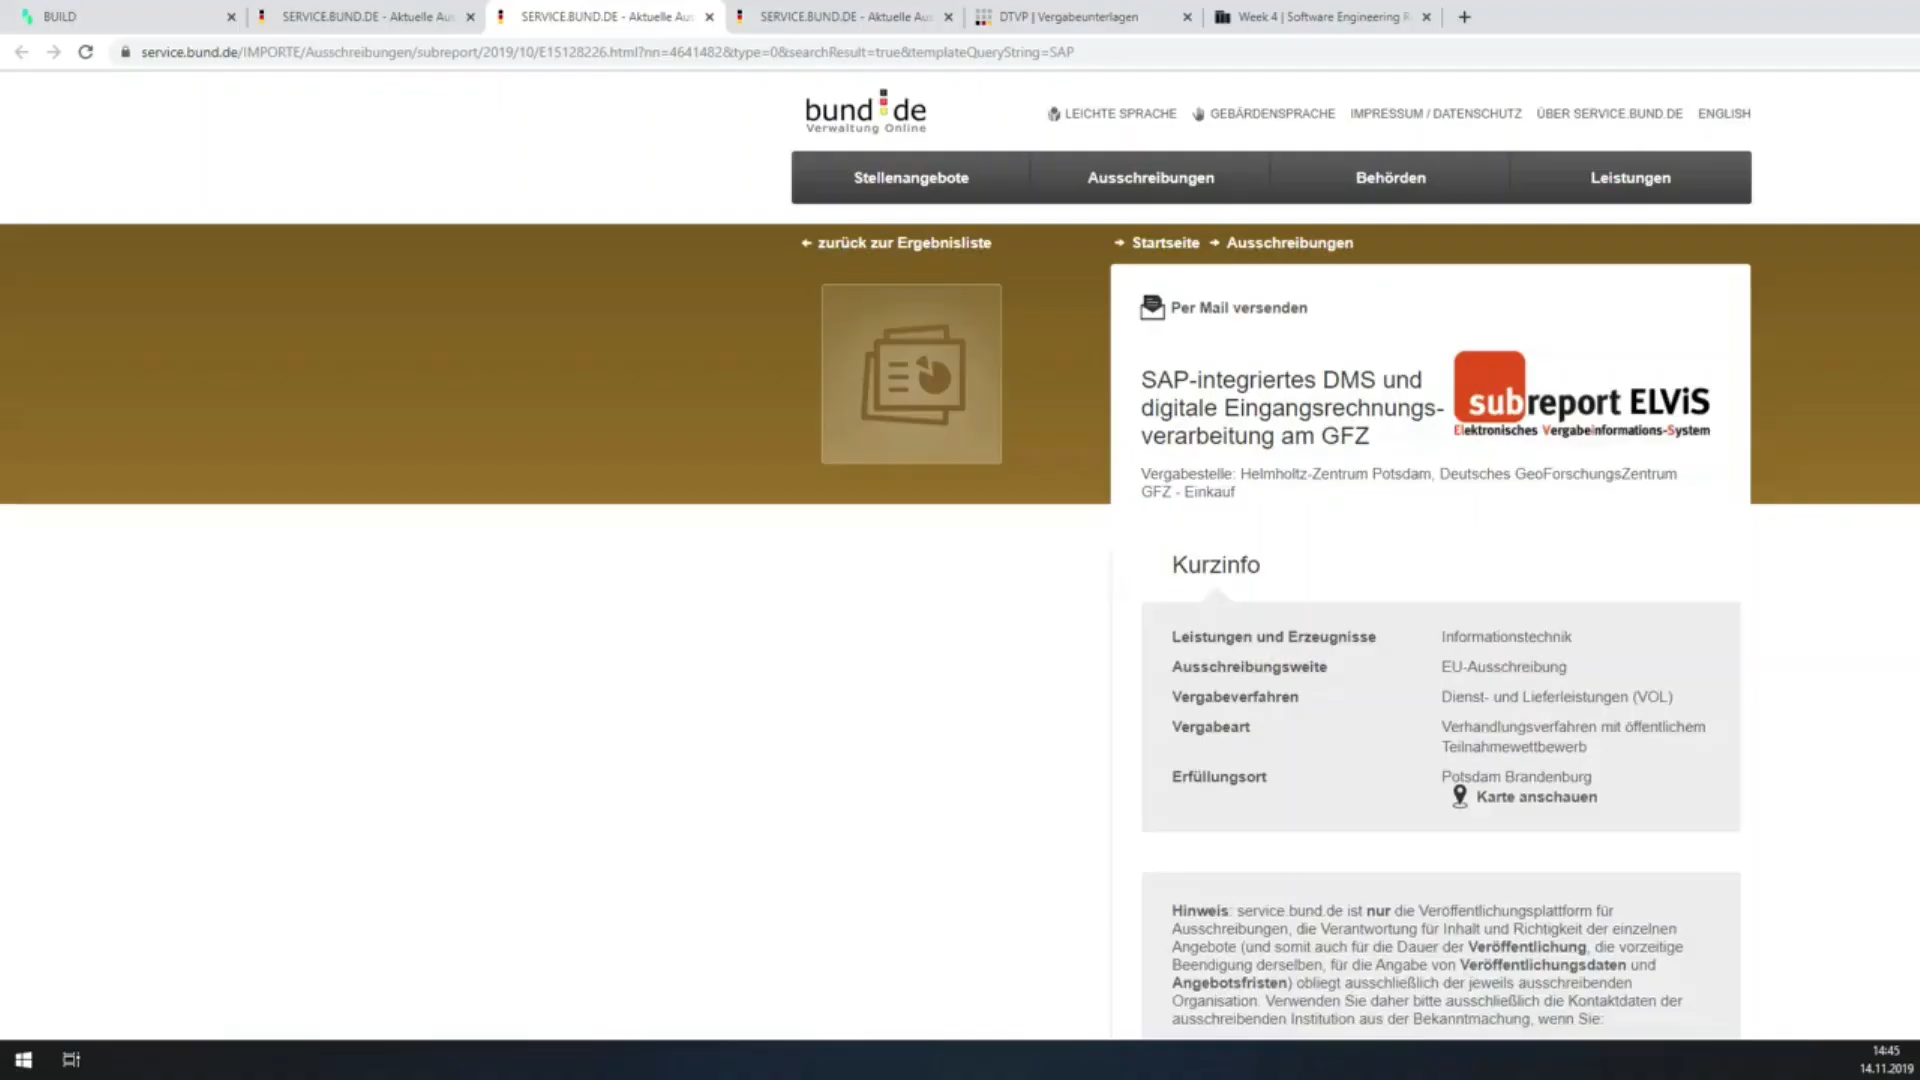 BUILD
SERVICE.BUND.DE - Aktuelle Aus
SERVICE.BUND.DE - Aktuelle Aus
SERVICE.BUND.DE - Aktuelle Aus
DTVP | Vergabeunterlagen
Week 4 | Software Engineering R
service.bund.de/IMPORTE/Ausschreibungen/subreport/2019/10/E15128226.html?nn=4641482&type=0&searchResult=true&templateQueryString=SAP
bund de
Verwaltung Online
LEICHTE SPRACHE
GEBÄRDENSPRACHE
IMPRESSUM / DATENSCHUTZ
ÜBER SERVICE.BUND.DE
ENGLISH
Stellenangebote
Ausschreibungen
Behörden
Leistungen
zurück zur Ergebnisliste
Startseite
Ausschreibungen
Per Mail versenden
SAP-integriertes DMS und
digitale Eingangsrechnungs-
verarbeitung am GFZ
subreport ELViS
Elektronisches Vergabeinformations-System
Vergabestelle: Helmholtz-Zentrum Potsdam, Deutsches GeoForschungsZentrum
GFZ - Einkauf
Kurzinfo
Leistungen und Erzeugnisse Informationstechnik
Ausschreibungsweite EU-Ausschreibung
Vergabeverfahren Dienst- und Lieferleistungen (VOL)
Vergabeart Verhandlungsverfahren mit öffentlichem
Teilnahmewettbewerb
Erfüllungsort Potsdam Brandenburg
Karte anschauen
Hinweis: service.bund.de ist nur die Veröffentlichungsplattform für
Ausschreibungen, die Verantwortung für Inhalt und Richtigkeit der einzelnen
Angebote (und somit auch für die Dauer der Veröffentlichung, die vorzeitige
Beendigung derselben, für die Angabe von Veröffentlichungsdaten und
Angebotsfristen) obliegt ausschließlich der jeweils ausschreibenden
Organisation. Verwenden Sie daher bitte ausschließlich die Kontaktdaten der
ausschreibenden Institution aus der Bekanntmachung, wenn Sie:
14:45
14.11.2019